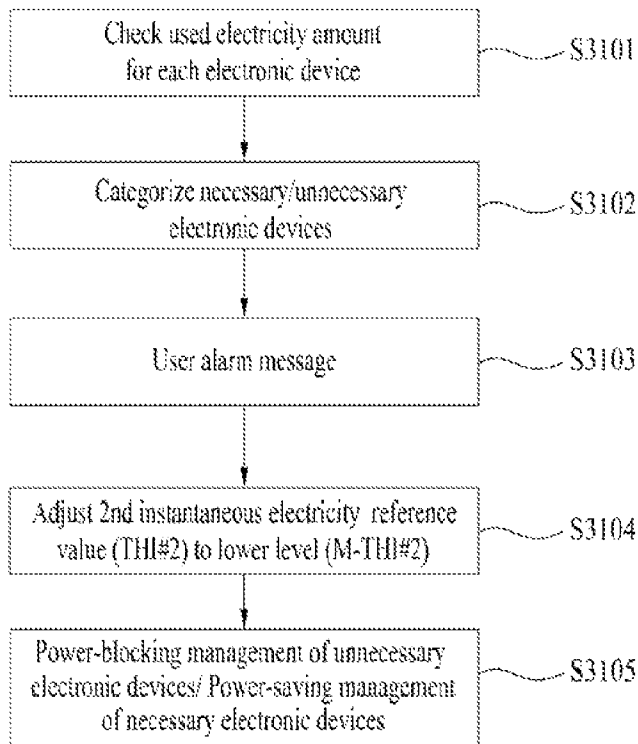 Check used electricity amount
for each electronic device
S3101
Categorize necessary/unnecessary
electronic devices
S3102
User alarm message
S3103
Adjust 2nd instantaneous electricity reference
value (THI#2) to lower level (M-THI#2)
S3104
Power-blocking management of unnecessary
electronic devices/ Power-saving management
of necessary electronic devices
S3105